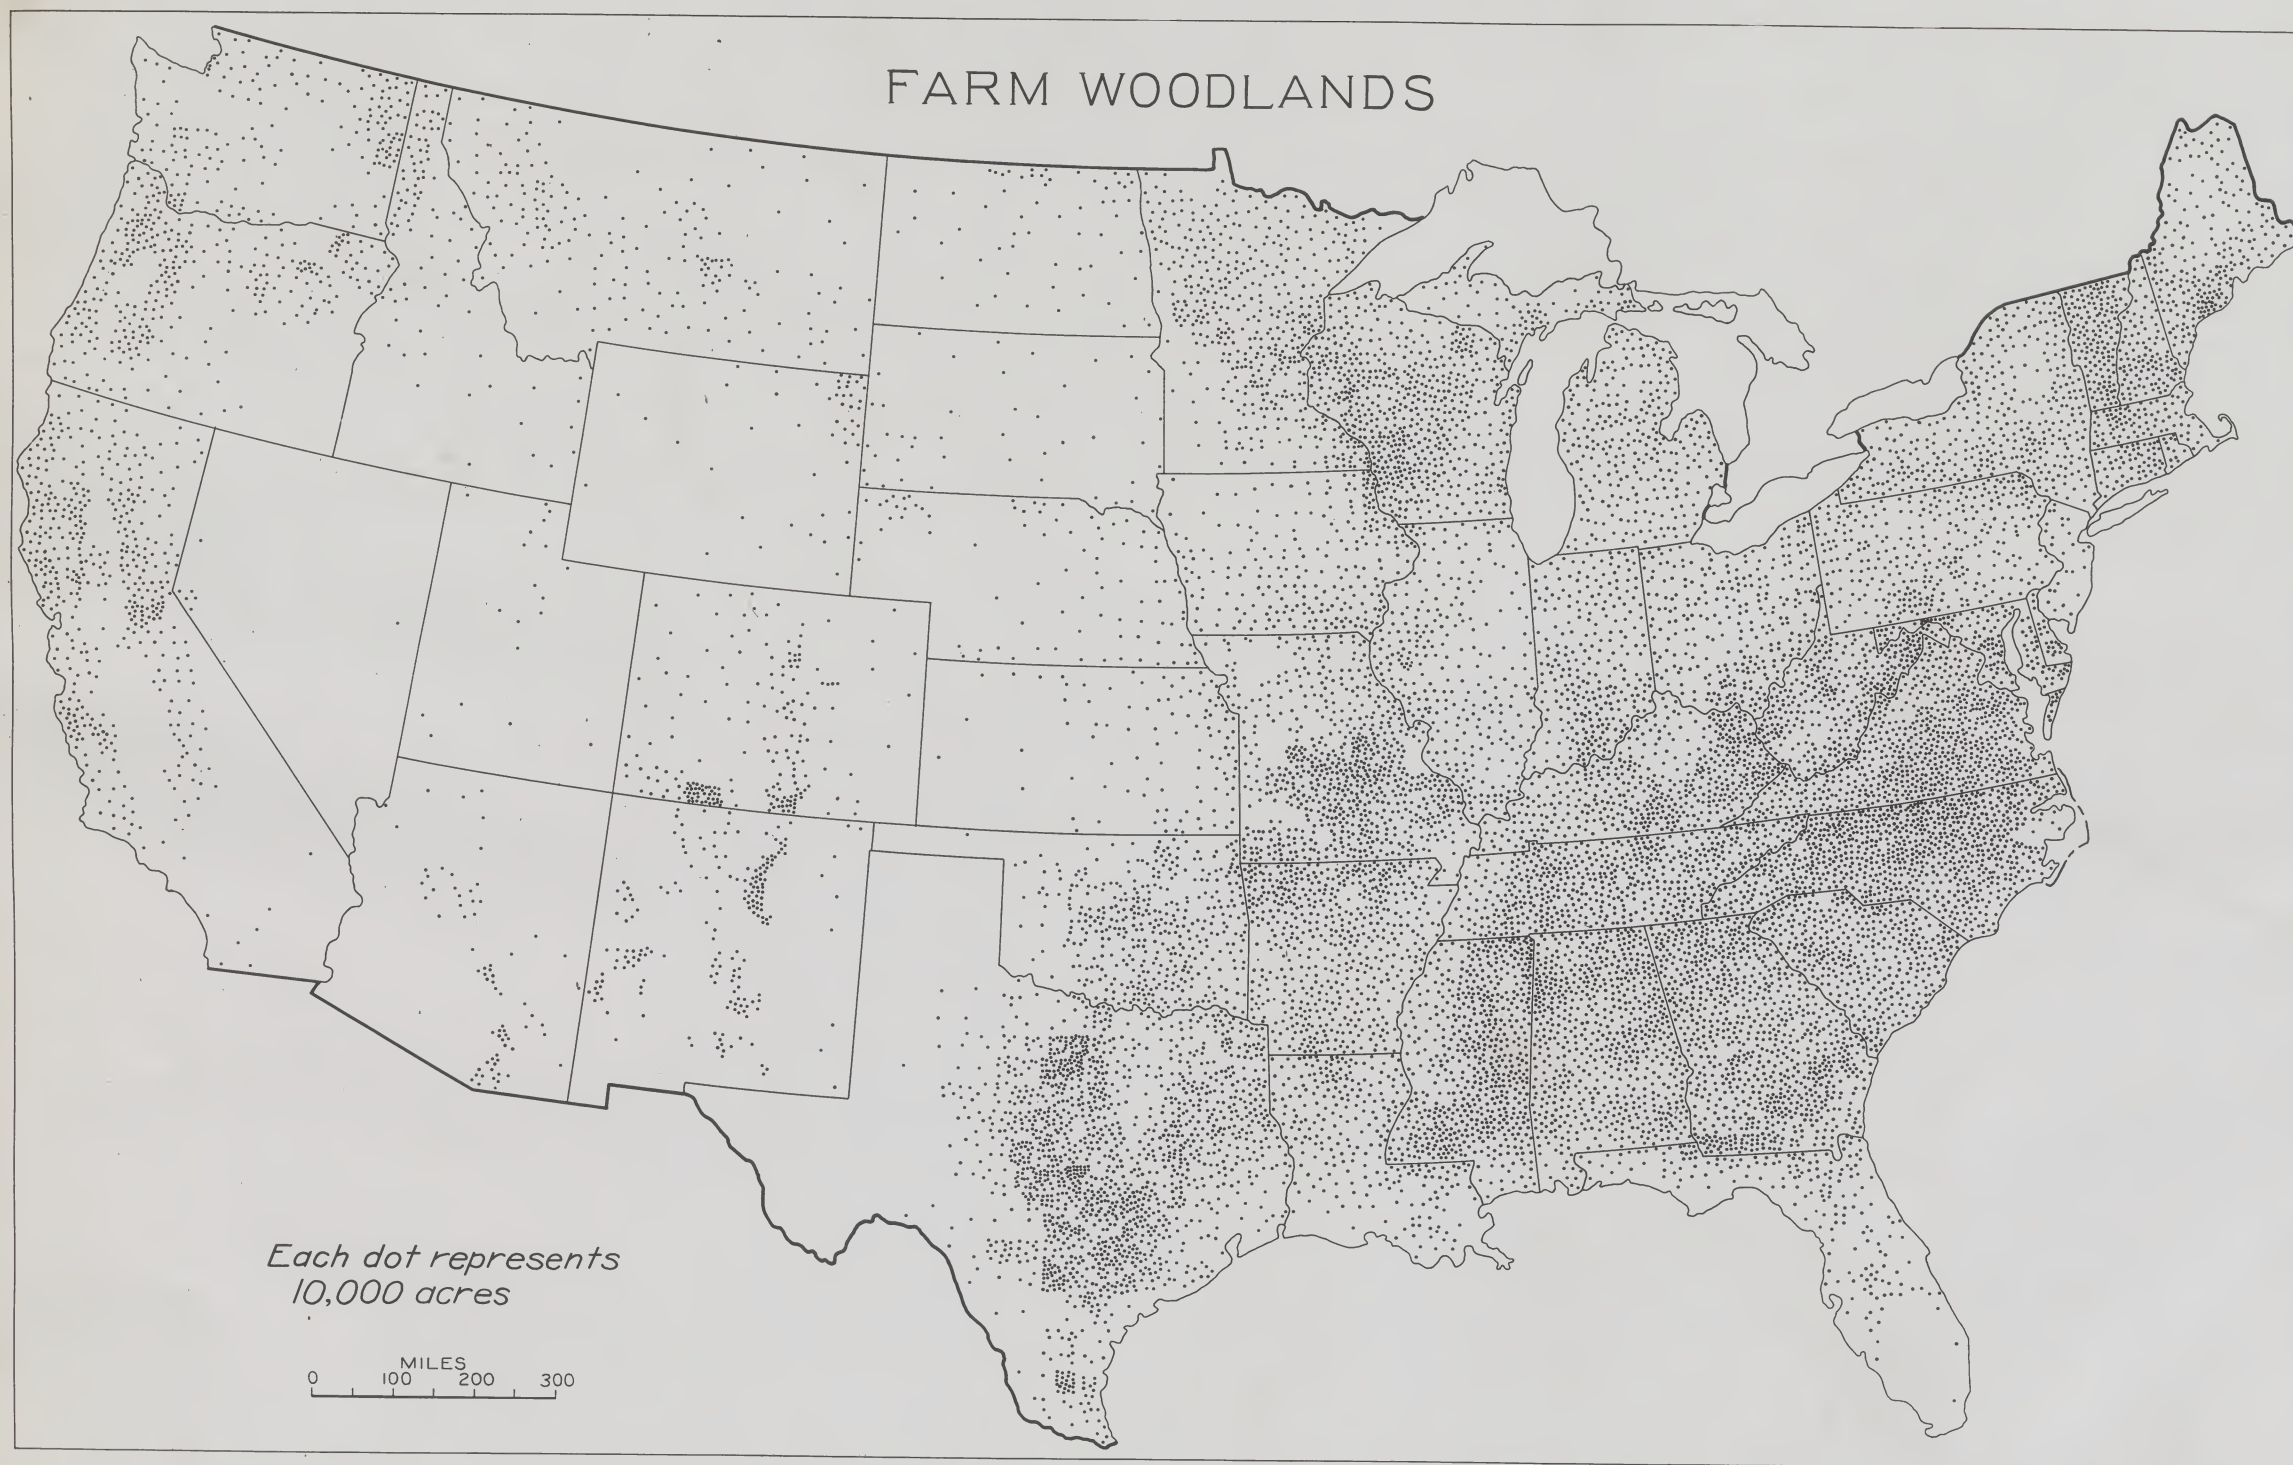 FARM WOODLANDS
Each dot represents
10,000 acres
MILES
0 100 200 300